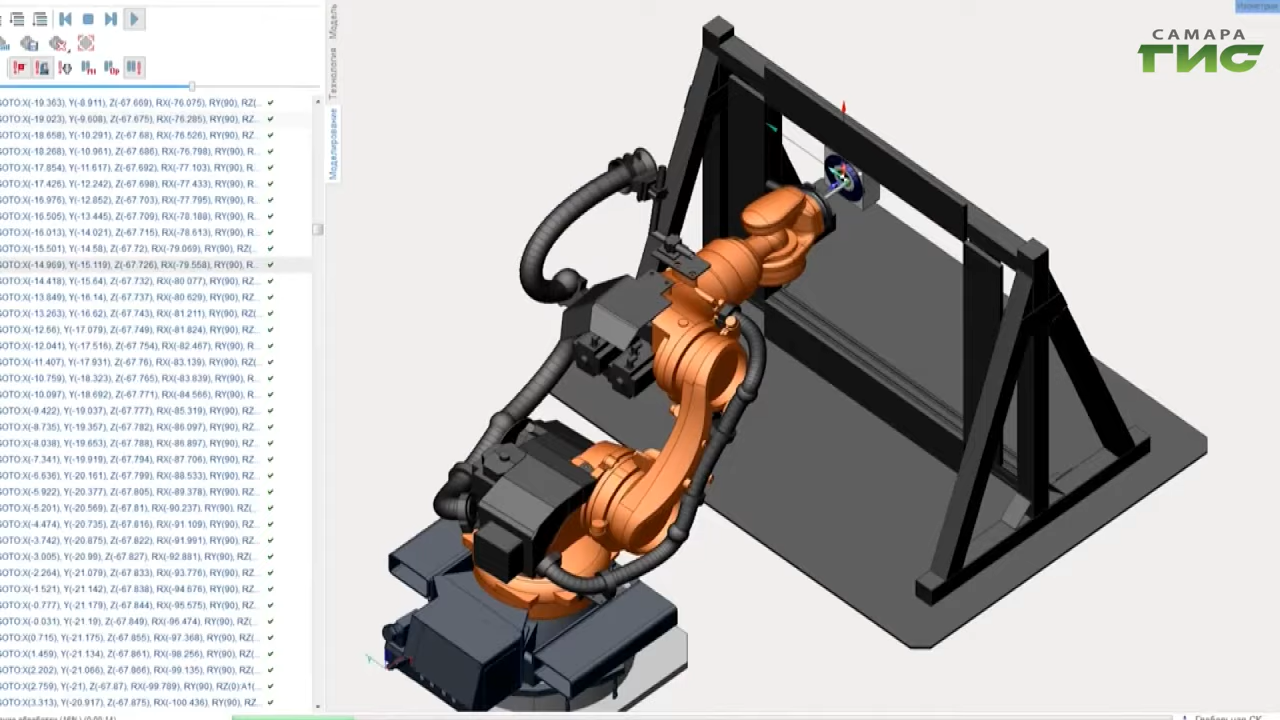 Изометрия
САМАРА
ГИС
Модель
Технология
Моделирование
GOTO:X(-19.363), Y(-8.911), Z(-67.669), RX(-76.075), RY(90), RZ(...
GOTO:X(-19.023), Y(-9.608), Z(-67.675), RX(-76.285), RY(90), RZ...
GOTO:X(-18.658), Y(-10.291), Z(-67.68), RX(-76.526), RY(90), RZ...
GOTO:X(-18.268), Y(-10.961), Z(-67.686), RX(-76.798), RY(90), R...
GOTO:X(-17.854), Y(-11.617), Z(-67.692), RX(-77.103), RY(90), R...
GOTO:X(-17.426), Y(-12.242), Z(-67.698), RX(-77.433), RY(90), R...
GOTO:X(-16.976), Y(-12.852), Z(-67.703), RX(-77.795), RY(90), R...
GOTO:X(-16.505), Y(-13.445), Z(-67.709), RX(-78.188), RY(90), R...
GOTO:X(-16.013), Y(-14.021), Z(-67.715), RX(-78.613), RY(90), R...
GOTO:X(-15.501), Y(-14.58), Z(-67.72), RX(-79.069), RY(90), RZ(...
GOTO:X(-14.969), Y(-15.119), Z(-67.726), RX(-79.558), RY(90), R...
GOTO:X(-14.418), Y(-15.64), Z(-67.732), RX(-80.077), RY(90), RZ...
GOTO:X(-13.849), Y(-16.14), Z(-67.737), RX(-80.629), RY(90), RZ...
GOTO:X(-13.263), Y(-16.62), Z(-67.743), RX(-81.211), RY(90), RZ...
GOTO:X(-12.66), Y(-17.079), Z(-67.749), RX(-81.824), RY(90), RZ...
GOTO:X(-12.041), Y(-17.516), Z(-67.754), RX(-82.467), RY(90), R...
GOTO:X(-11.407), Y(-17.931), Z(-67.76), RX(-83.139), RY(90), RZ(...
GOTO:X(-10.759), Y(-18.323), Z(-67.765), RX(-83.839), RY(90), R...
GOTO:X(-10.097), Y(-18.692), Z(-67.771), RX(-84.566), RY(90), R...
GOTO:X(-9.422), Y(-19.037), Z(-67.777), RX(-85.319), RY(90), RZ...
GOTO:X(-8.735), Y(-19.357), Z(-67.782), RX(-86.097), RY(90), RZ...
GOTO:X(-8.038), Y(-19.653), Z(-67.788), RX(-86.897), RY(90), RZ...
GOTO:X(-7.341), Y(-19.919), Z(-67.794), RX(-87.706), RY(90), RZ...
GOTO:X(-6.636), Y(-20.161), Z(-67.799), RX(-88.533), RY(90), RZ...
GOTO:X(-5.922), Y(-20.377), Z(-67.805), RX(-89.378), RY(90), RZ...
GOTO:X(-5.201), Y(-20.569), Z(-67.81), RX(-90.237), RY(90), RZ(...
GOTO:X(-4.474), Y(-20.735), Z(-67.816), RX(-91.109), RY(90), RZ...
GOTO:X(-3.742), Y(-20.875), Z(-67.822), RX(-91.991), RY(90), RZ...
GOTO:X(-3.005), Y(-20.99), Z(-67.827), RX(-92.881), RY(90), RZ(...
GOTO:X(-2.264), Y(-21.079), Z(-67.833), RX(-93.776), RY(90), RZ...
GOTO:X(-1.521), Y(-21.142), Z(-67.838), RX(-94.676), RY(90), RZ...
GOTO:X(-0.777), Y(-21.179), Z(-67.844), RX(-95.575), RY(90), RZ...
GOTO:X(-0.031), Y(-21.19), Z(-67.849), RX(-96.474), RY(90), RZ(...
GOTO:X(0.715), Y(-21.175), Z(-67.855), RX(-97.368), RY(90), RZ(...
GOTO:X(1.459), Y(-21.134), Z(-67.861), RX(-98.256), RY(90), RZ(...
GOTO:X(2.202), Y(-21.066), Z(-67.866), RX(-99.135), RY(90), RZ(...
GOTO:X(2.759), Y(-21), Z(-67.87), RX(-99.789), RY(90), RZ(0) A1(...
GOTO:X(3.313), Y(-20.917), Z(-67.875), RX(-100.436), RY(90), RZ...